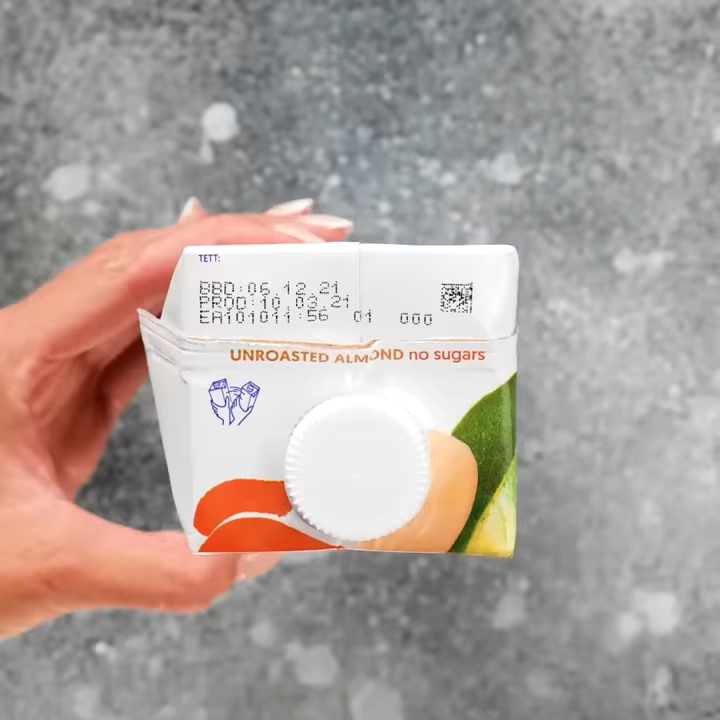 TETT:
BBD:06.12.21
PROD:10.03.21
EA101011:56 01 000
UNROASTED ALMOND no sugars